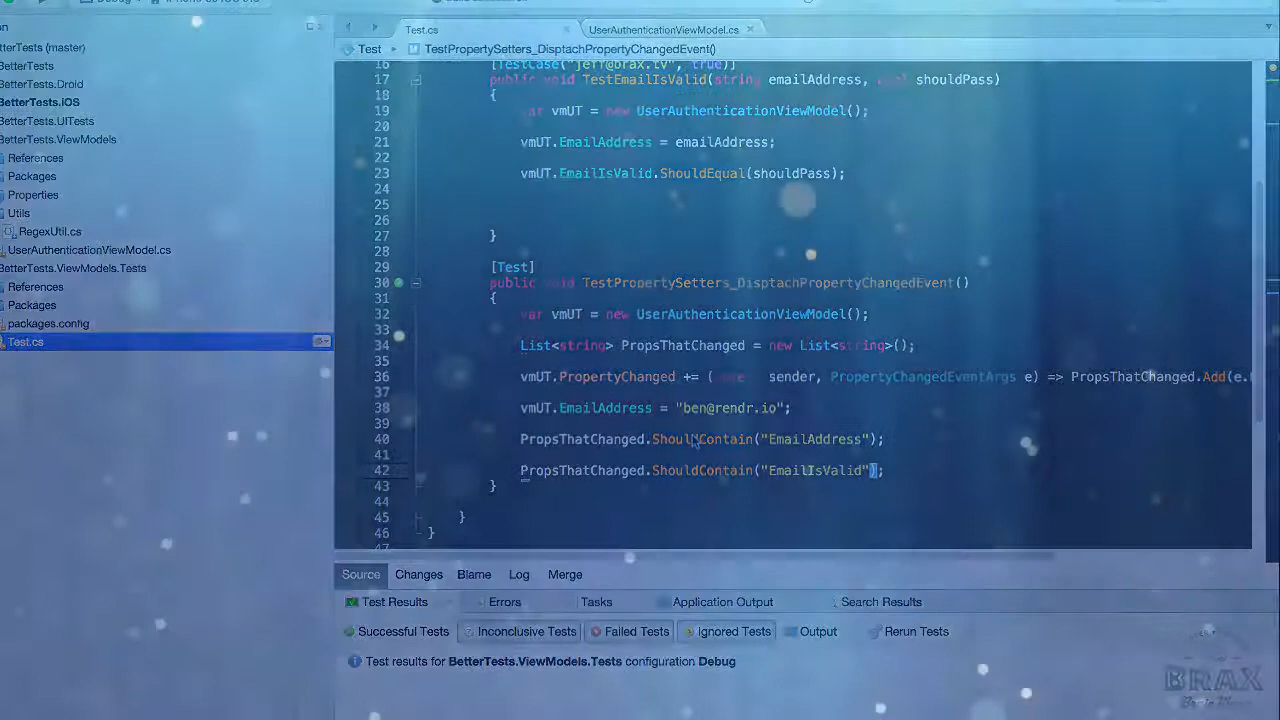 Test.cs
UserAuthenticationViewModel.cs
Test
TestPropertySetters_DisptachPropertyChangedEvent()
BetterTests (master)
BetterTests
BetterTests.Droid
BetterTests.iOS
BetterTests.UITests
BetterTests.ViewModels
References
Packages
Properties
Utils
RegexUtil.cs
UserAuthenticationViewModel.cs
BetterTests.ViewModels.Tests
References
Packages
packages.config
Test.cs
16 [TestCase("jeff@brax.tv", true)]
17 public void TestEmailIsValid(string emailAddress, bool shouldPass)
18 {
19 var vmUT = new UserAuthenticationViewModel();
20
21 vmUT.EmailAddress = emailAddress;
22
23 vmUT.EmailIsValid.ShouldEqual(shouldPass);
24
25
26
27 }
28
29 [Test]
30 public void TestPropertySetters_DisptachPropertyChangedEvent()
31 {
32 var vmUT = new UserAuthenticationViewModel();
33
34 List<string> PropsThatChanged = new List<string>();
35
36 vmUT.PropertyChanged += ( sender, PropertyChangedEventArgs e) => PropsThatChanged.Add(e.
37
38 vmUT.EmailAddress = "ben@rendr.io";
39
40 PropsThatChanged.ShouldContain("EmailAddress");
41
42 PropsThatChanged.ShouldContain("EmailIsValid");
43 }
44
45 }
46 }
47
Source Changes Blame Log Merge
Test Results Errors Tasks Application Output Search Results
Successful Tests Inconclusive Tests Failed Tests Ignored Tests Output Rerun Tests
Test results for BetterTests.ViewModels.Tests configuration Debug
BRAX